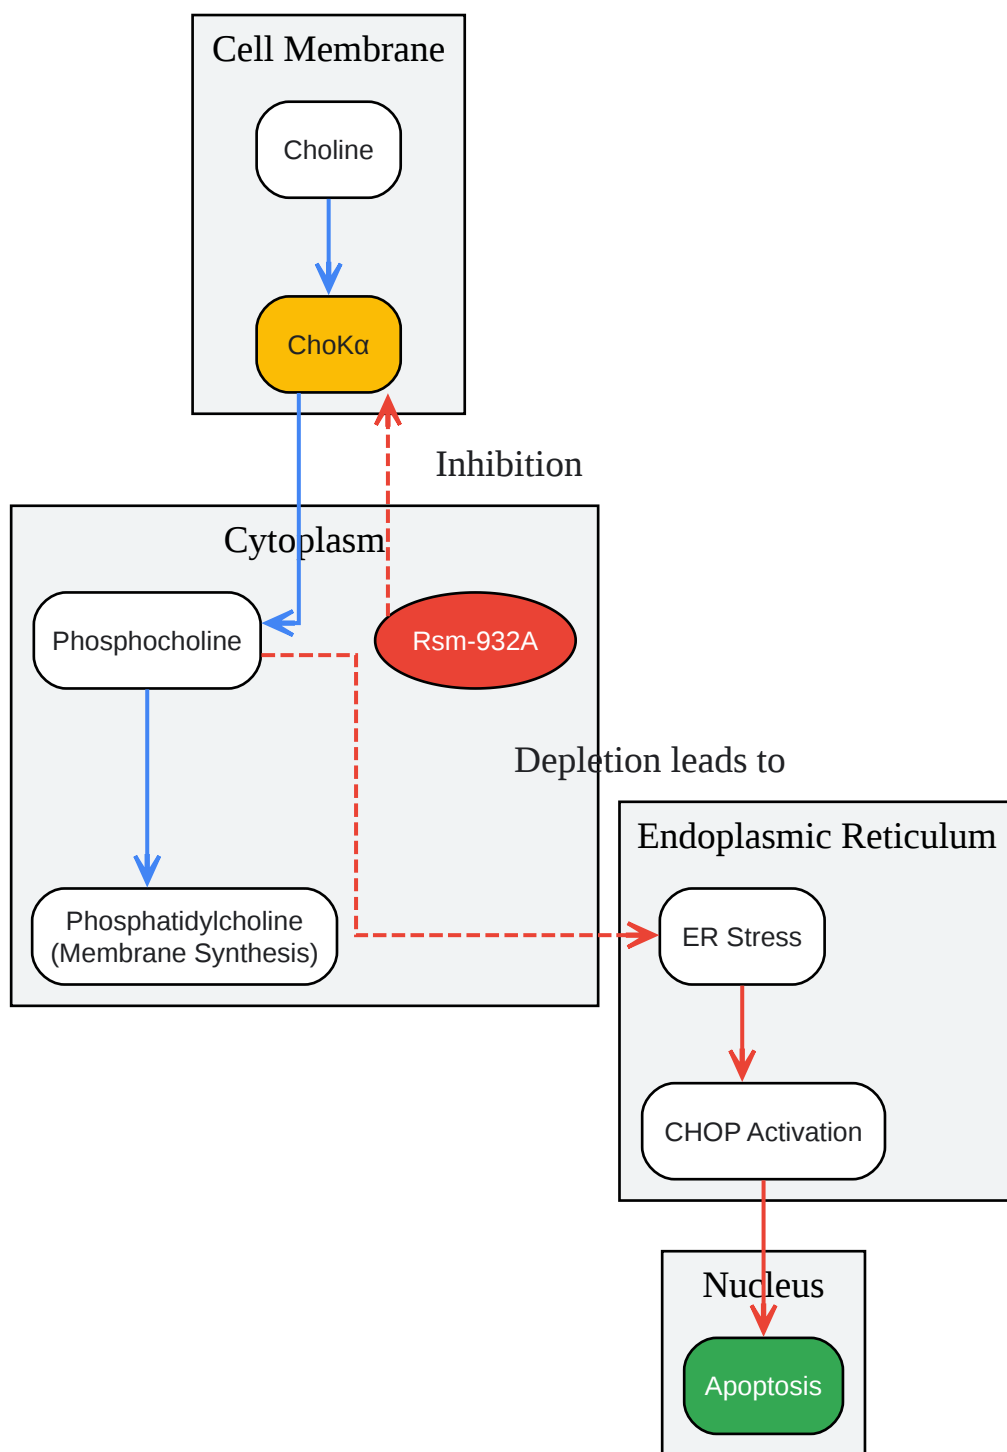 Cell Membrane
Choline
ChoKα
Inhibition
Cytoplasm
Phosphocholine
Rsm-932A
Depletion leads to
Endoplasmic Reticulum
Phosphatidylcholine
(Membrane Synthesis)
ER Stress
CHOP Activation
Nucleus
Apoptosis